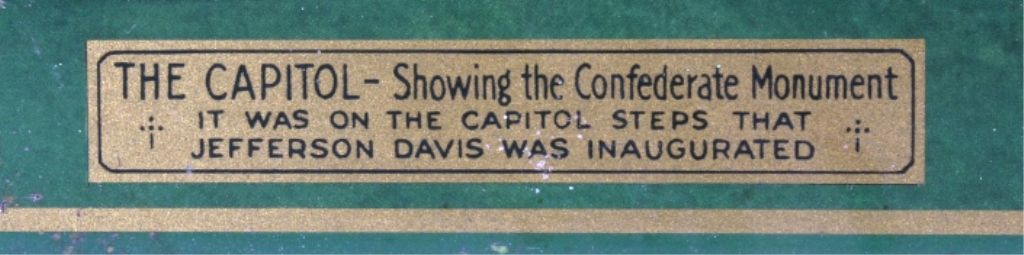 THE CAPITOL - Showing the Confederate Monument
IT WAS ON THE CAPITOL STEPS THAT
JEFFERSON DAVIS WAS INAUGURATED